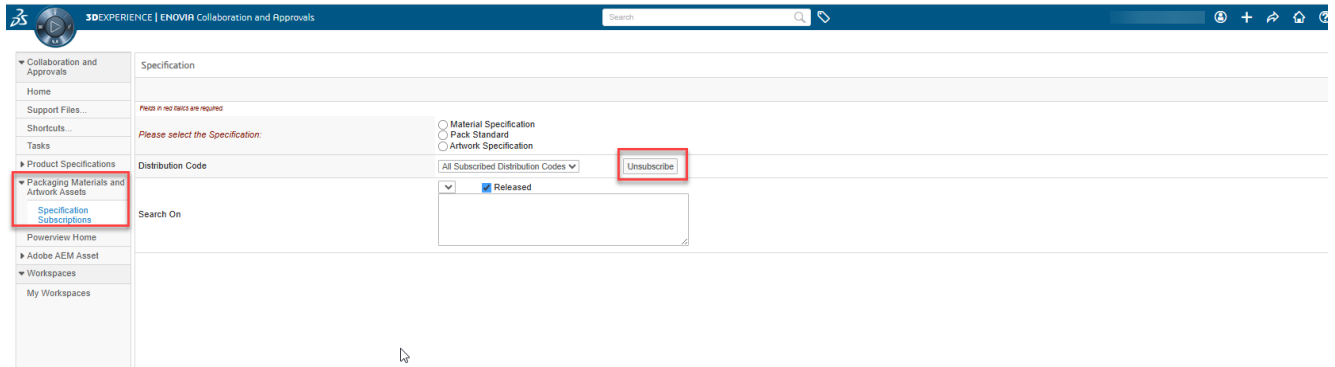 3DEXPERIENCE | ENOVIA Collaboration and Approvals
Search
Collaboration and
Approvals
Home
Support Files...
Shortcuts...
Tasks
Product Specifications
Packaging Materials and
Artwork Assets
Specification
Subscriptions
Powerview Home
Adobe AEM Asset
Workspaces
My Workspaces
Specification
Fields in red italics are required
Please select the Specification:
Material Specification
Pack Standard
Artwork Specification
Distribution Code
All Subscribed Distribution Codes
Unsubscribe
Released
Search On